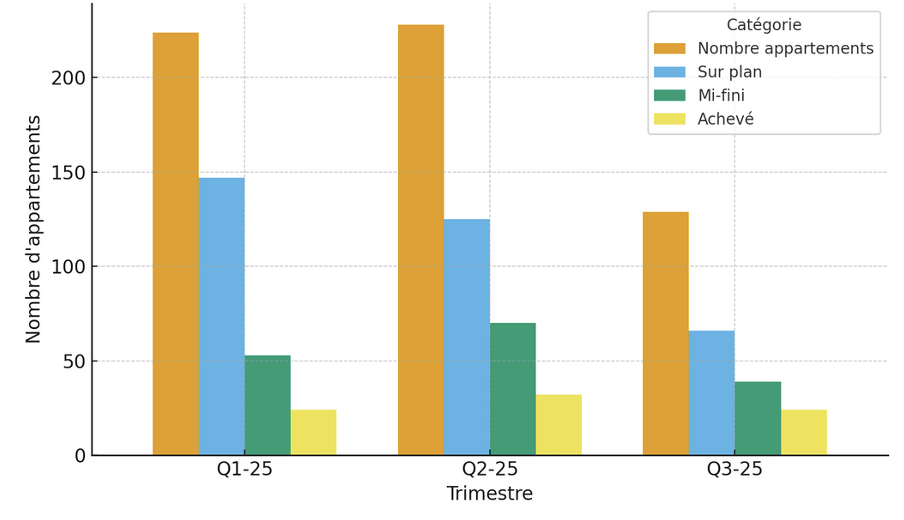 Catégorie
Nombre appartements
Sur plan
Mi-fini
Achevé
Nombre d'appartements
200
150
100
50
0
Q1-25
Q2-25
Q3-25
Trimestre